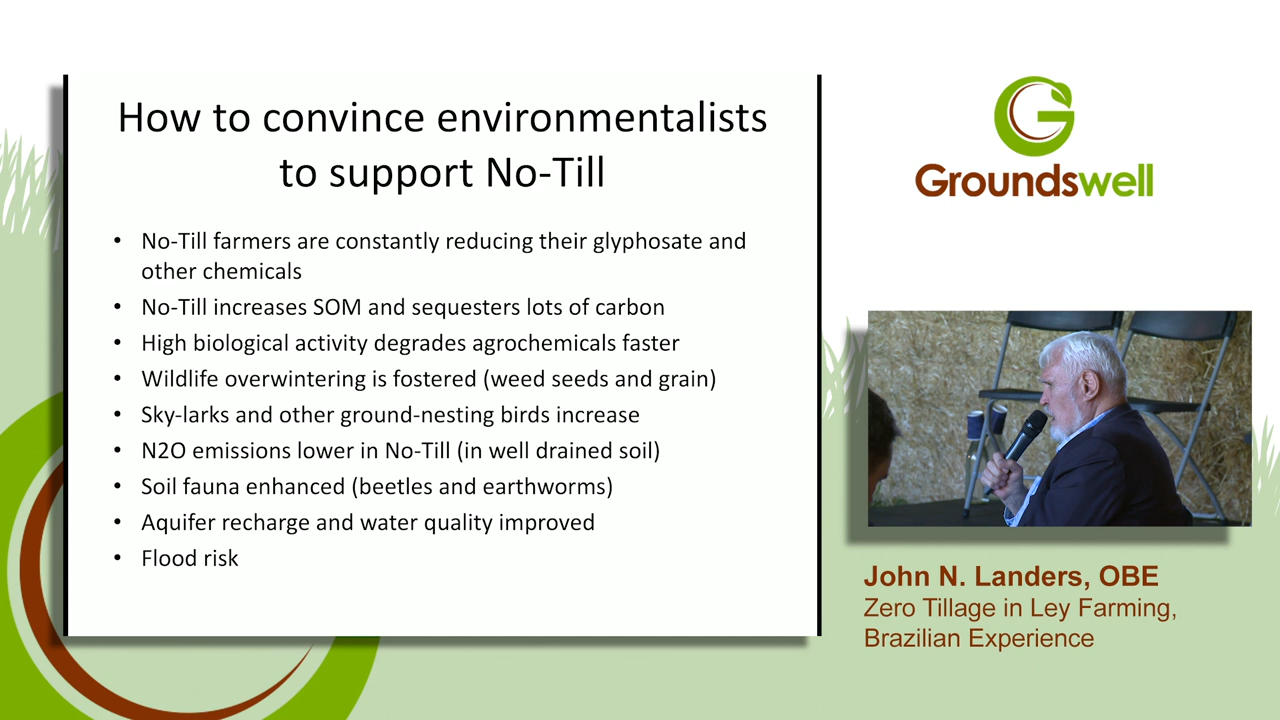 How to convince environmentalists
to support No-Till
• No-Till farmers are constantly reducing their glyphosate and
other chemicals
• No-Till increases SOM and sequesters lots of carbon
• High biological activity degrades agrochemicals faster
• Wildlife overwintering is fostered (weed seeds and grain)
• Sky-larks and other ground-nesting birds increase
• N2O emissions lower in No-Till (in well drained soil)
• Soil fauna enhanced (beetles and earthworms)
• Aquifer recharge and water quality improved
• Flood risk
Groundswell
John N. Landers, OBE
Zero Tillage in Ley Farming,
Brazilian Experience